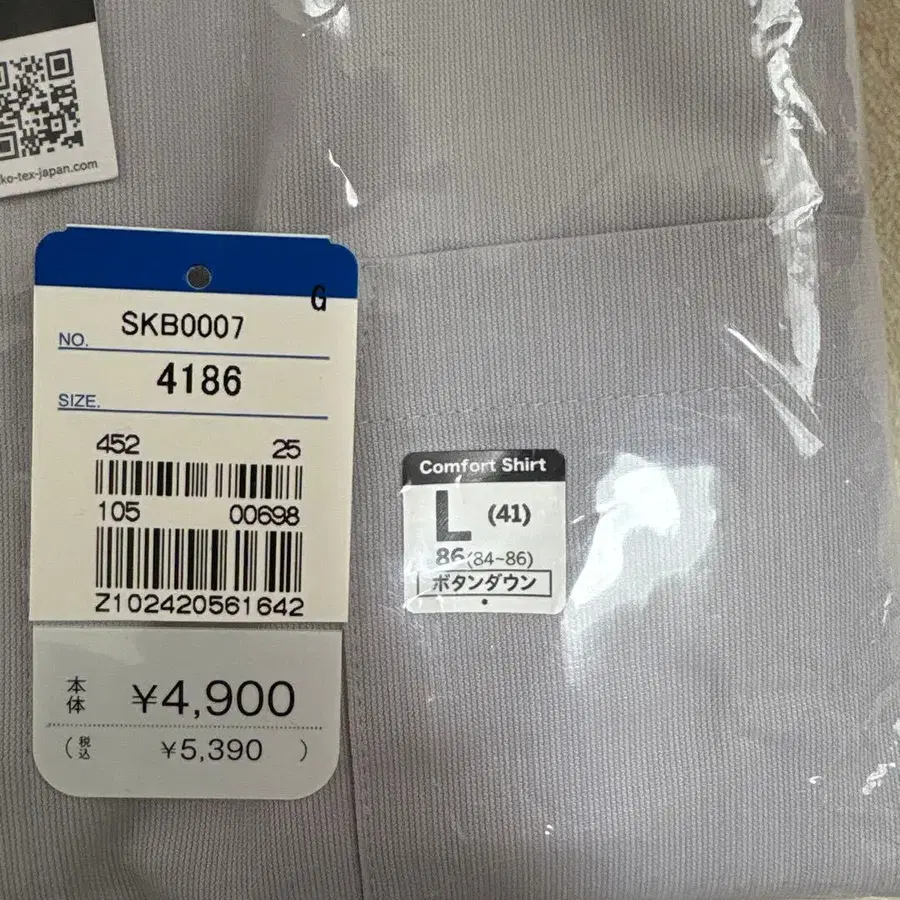 ko-tex-japan.com
G
NO. SKB0007
SIZE. 4186
452 25
105 00698
Z102420561642
本体 ¥4,900
(税込 ¥5,390 )
Comfort Shirt
L (41)
86(84-86)
ボタンダウン